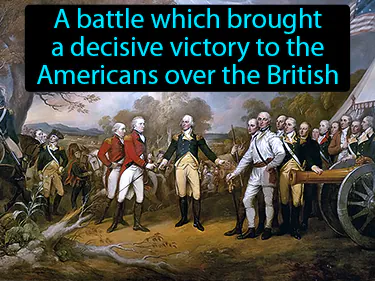 A battle which brought
a decisive victory to the
Americans over the British